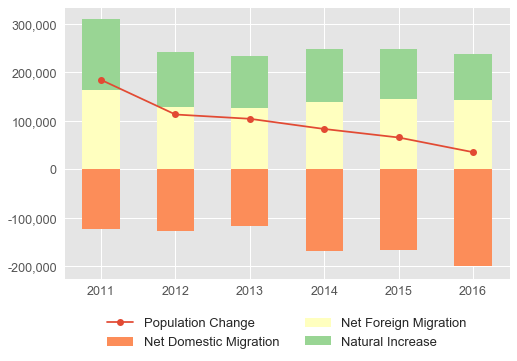 300,000
200,000
100,000
0
-100,000
-200,000
2011 2012 2013 2014 2015 2016
Population Change Net Foreign Migration
Net Domestic Migration Natural Increase